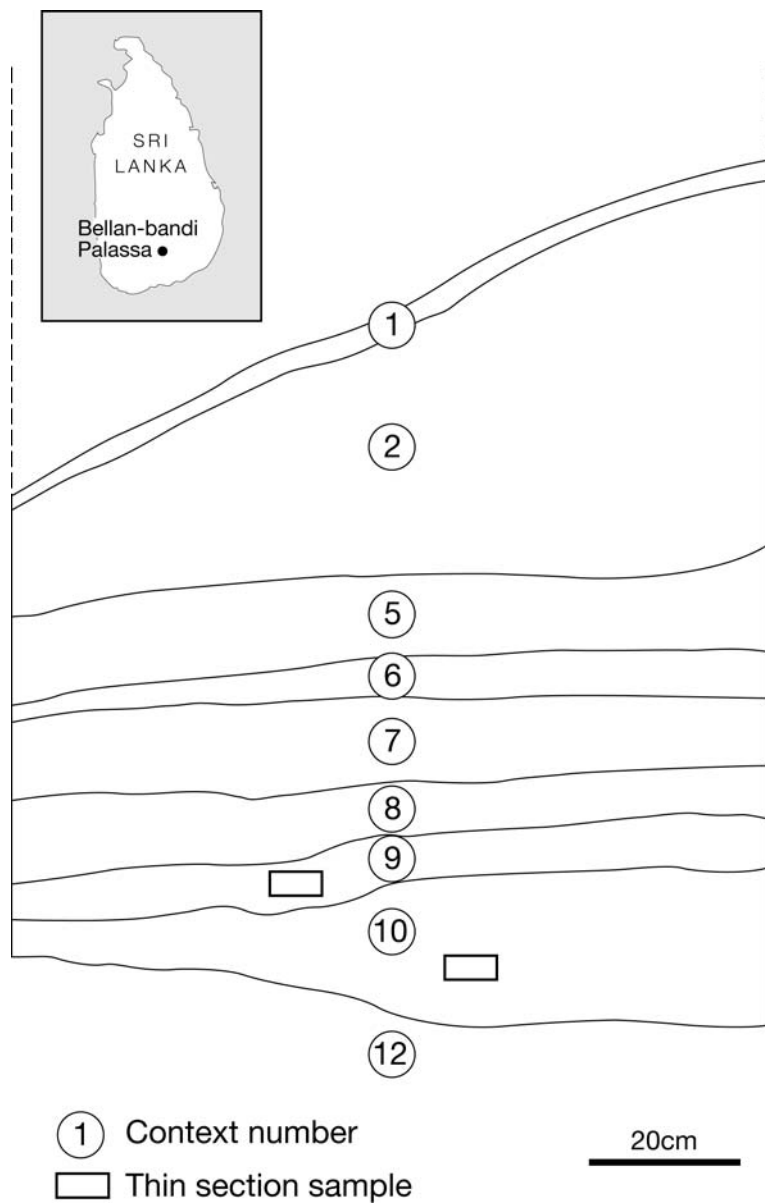 SRI
LANKA
Bellan-bandi
Palassa
1
2
5
6
7
8
9
10
12
1 Context number
20cm
Thin section sample